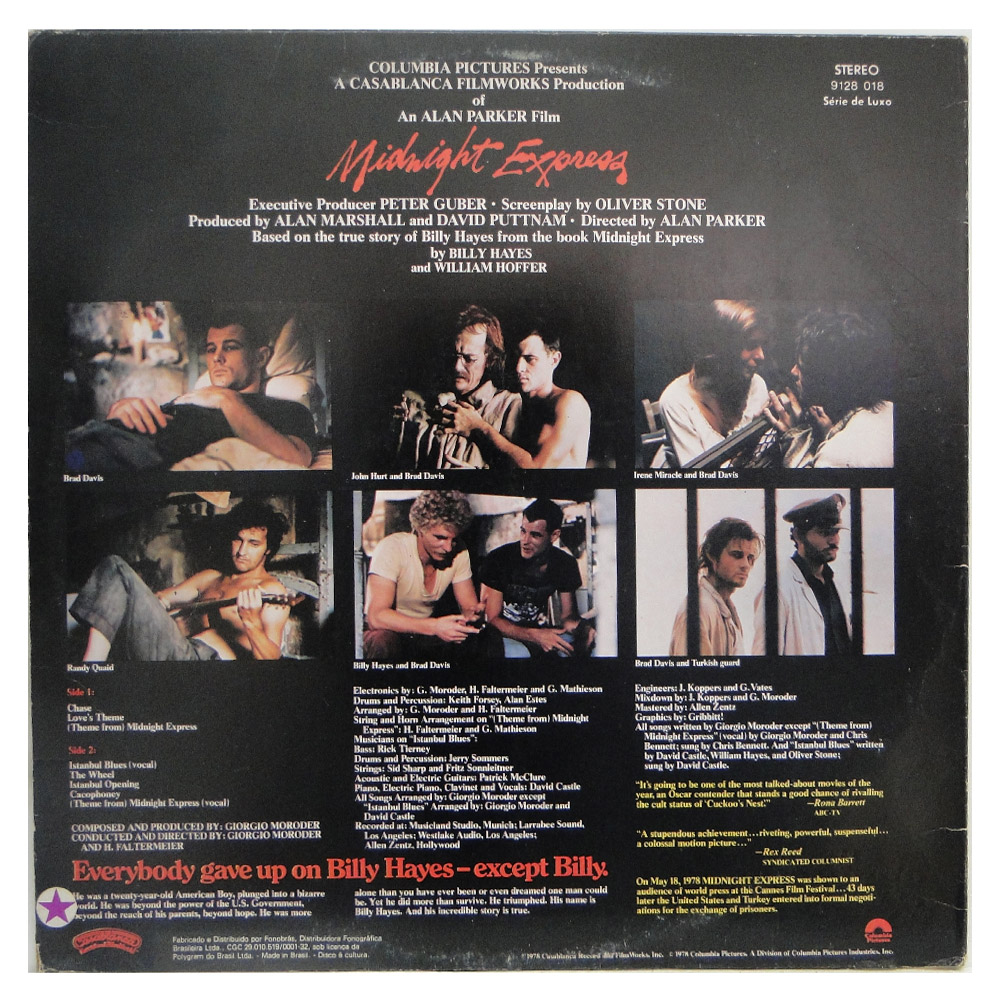 COLUMBIA PICTURES Presents
A CASABLANCA FILMWORKS Production
of
An ALAN PARKER Film
STEREO
9128 018
Série de Luxo
Midnight Express
Executive Producer PETER GUBER • Screenplay by OLIVER STONE
Produced by ALAN MARSHALL and DAVID PUTTNAM • Directed by ALAN PARKER
Based on the true story of Billy Hayes from the book Midnight Express
by BILLY HAYES
and WILLIAM HOFFER
Brad Davis
John Hurt and Brad Davis
Irene Miracle and Brad Davis
Randy Quaid
Billy Hayes and Brad Davis
Brad Davis and Turkish guard
Side 1:
Chase
Love's Theme
(Theme from) Midnight Express
Side 2:
Istanbul Blues (vocal)
The Wheel
Istanbul Opening
Cacophoney
(Theme from) Midnight Express (vocal)
COMPOSED AND PRODUCED BY: GIORGIO MORODER
CONDUCTED AND DIRECTED BY: GIORGIO MORODER
AND H. FALTERMEIER
Electronics by: G. Moroder, H. Faltermeier and G. Mathieson
Drums and Percussion: Keith Forsey, Alan Estes
Arranged by: G. Moroder and H. Faltermeier
String and Horn Arrangement on "(Theme from) Midnight
Express": H. Faltermeier and G. Mathieson
Musicians on "Istanbul Blues":
Bass: Rick Tierney
Drums and Percussion: Jerry Sommers
Strings: Sid Sharp and Fritz Sonnleitner
Acoustic and Electric Guitars: Patrick McClure
Piano, Electric Piano, Clavinet and Vocals: David Castle
All Songs Arranged by: Giorgio Moroder except
"Istanbul Blues" Arranged by: Giorgio Moroder and
David Castle
Recorded at: Musicland Studio, Munich; Larrabee Sound,
Los Angeles; Westlake Audio, Los Angeles;
Allen Zentz, Hollywood
Engineers: J. Koppers and G. Vates
Mixdown by: J. Koppers and G. Moroder
Mastered by: Allen Zentz
Graphics by: Gribbitt!
All songs written by Giorgio Moroder except "(Theme from)
Midnight Express" (vocal) by Giorgio Moroder and Chris
Bennett; sung by Chris Bennett. And "Istanbul Blues" written
by David Castle, William Hayes, and Oliver Stone;
sung by David Castle.
"It's going to be one of the most talked-about movies of the
year, an Oscar contender that stands a good chance of rivalling
the cult status of 'Cuckoo's Nest.'" —Rona Barrett
ABC-TV
"A stupendous achievement...riveting, powerful, suspenseful...
a colossal motion picture..."
—Rex Reed
SYNDICATED COLUMNIST
On May 18, 1978 MIDNIGHT EXPRESS was shown to an
audience of world press at the Cannes Film Festival...43 days
later the United States and Turkey entered into formal negoti-
ations for the exchange of prisoners.
Everybody gave up on Billy Hayes – except Billy.
He was a twenty-year-old American Boy, plunged into a bizarre
world. He was beyond the power of the U.S. Government,
beyond the reach of his parents, beyond hope. He was more
alone than you have ever been or even dreamed one man could
be. Yet he did more than survive. He triumphed. His name is
Billy Hayes. And his incredible story is true.
Fabricado e Distribuido por Fonobrás, Distribuidora Fonográfica
Brasileira Ltda., CGC 29.010.519/0001-32, sob licença da
Polygram do Brasil Ltda. - Made in Brasil - Disco é cultura.
Columbia
Pictures
©1978 Casablanca Record and FilmWorks, Inc. © 1978 Columbia Pictures, A Division of Columbia Pictures Industries, Inc.